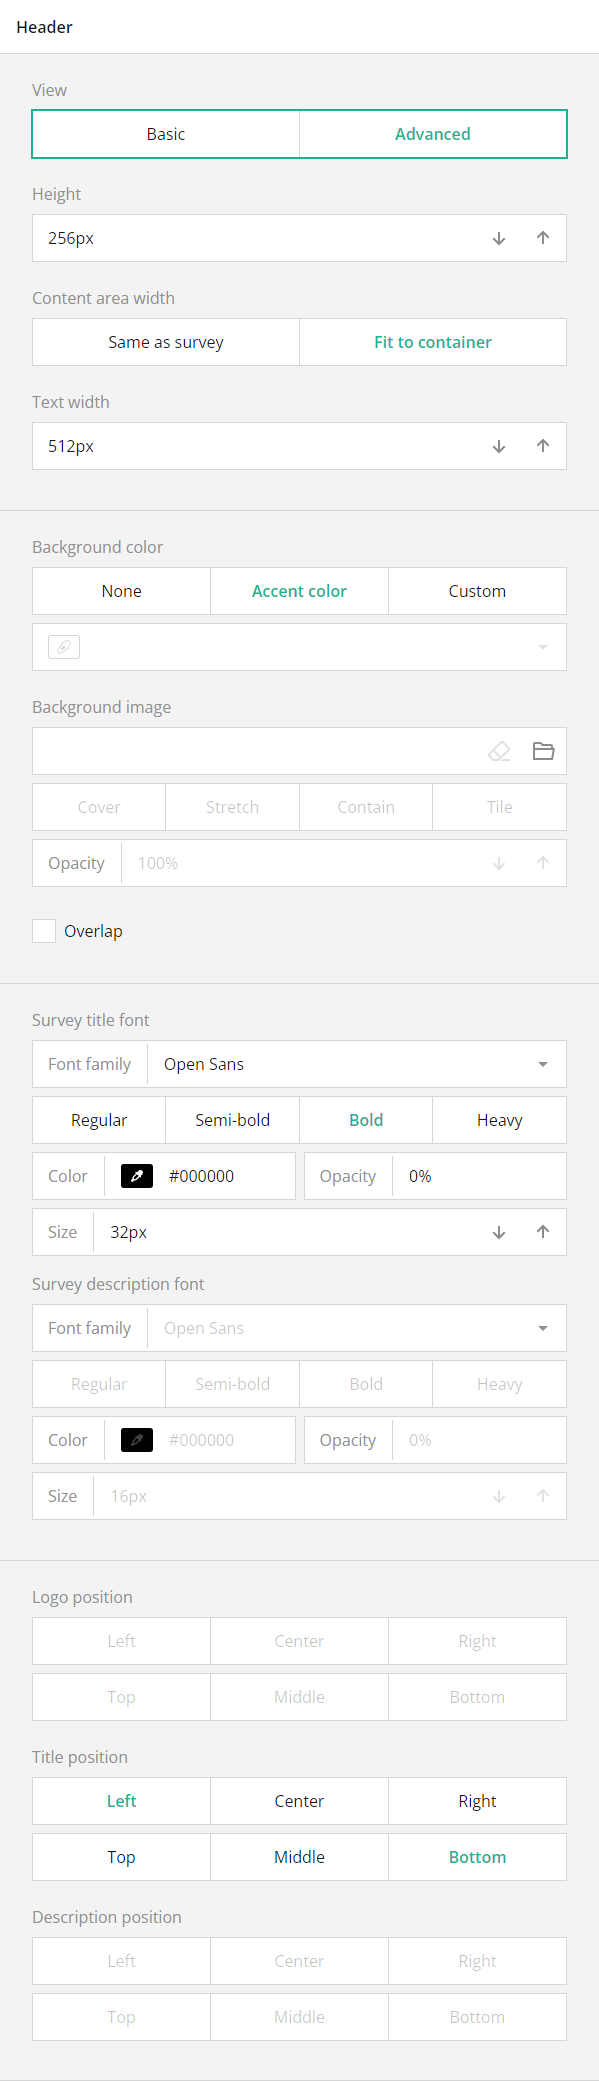 Header
View
Basic Advanced
Height
256px
Content area width
Same as survey Fit to container
Text width
512px
Background color
None Accent color Custom
Background image
Cover Stretch Contain Tile
Opacity 100%
Overlap
Survey title font
Font family Open Sans
Regular Semi-bold Bold Heavy
Color #000000 Opacity 0%
Size 32px
Survey description font
Font family Open Sans
Regular Semi-bold Bold Heavy
Color #000000 Opacity 0%
Size 16px
Logo position
Left Center Right
Top Middle Bottom
Title position
Left Center Right
Top Middle Bottom
Description position
Left Center Right
Top Middle Bottom